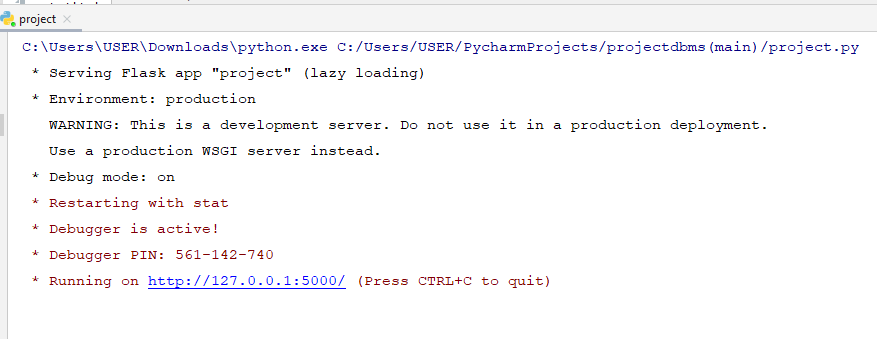 project
C:\Users\USER\Downloads\python.exe C:/Users/USER/PycharmProjects/projectdbms(main)/project.py
* Serving Flask app "project" (lazy loading)
* Environment: production
WARNING: This is a development server. Do not use it in a production deployment.
Use a production WSGI server instead.
* Debug mode: on
* Restarting with stat
* Debugger is active!
* Debugger PIN: 561-142-740
* Running on http://127.0.0.1:5000/ (Press CTRL+C to quit)